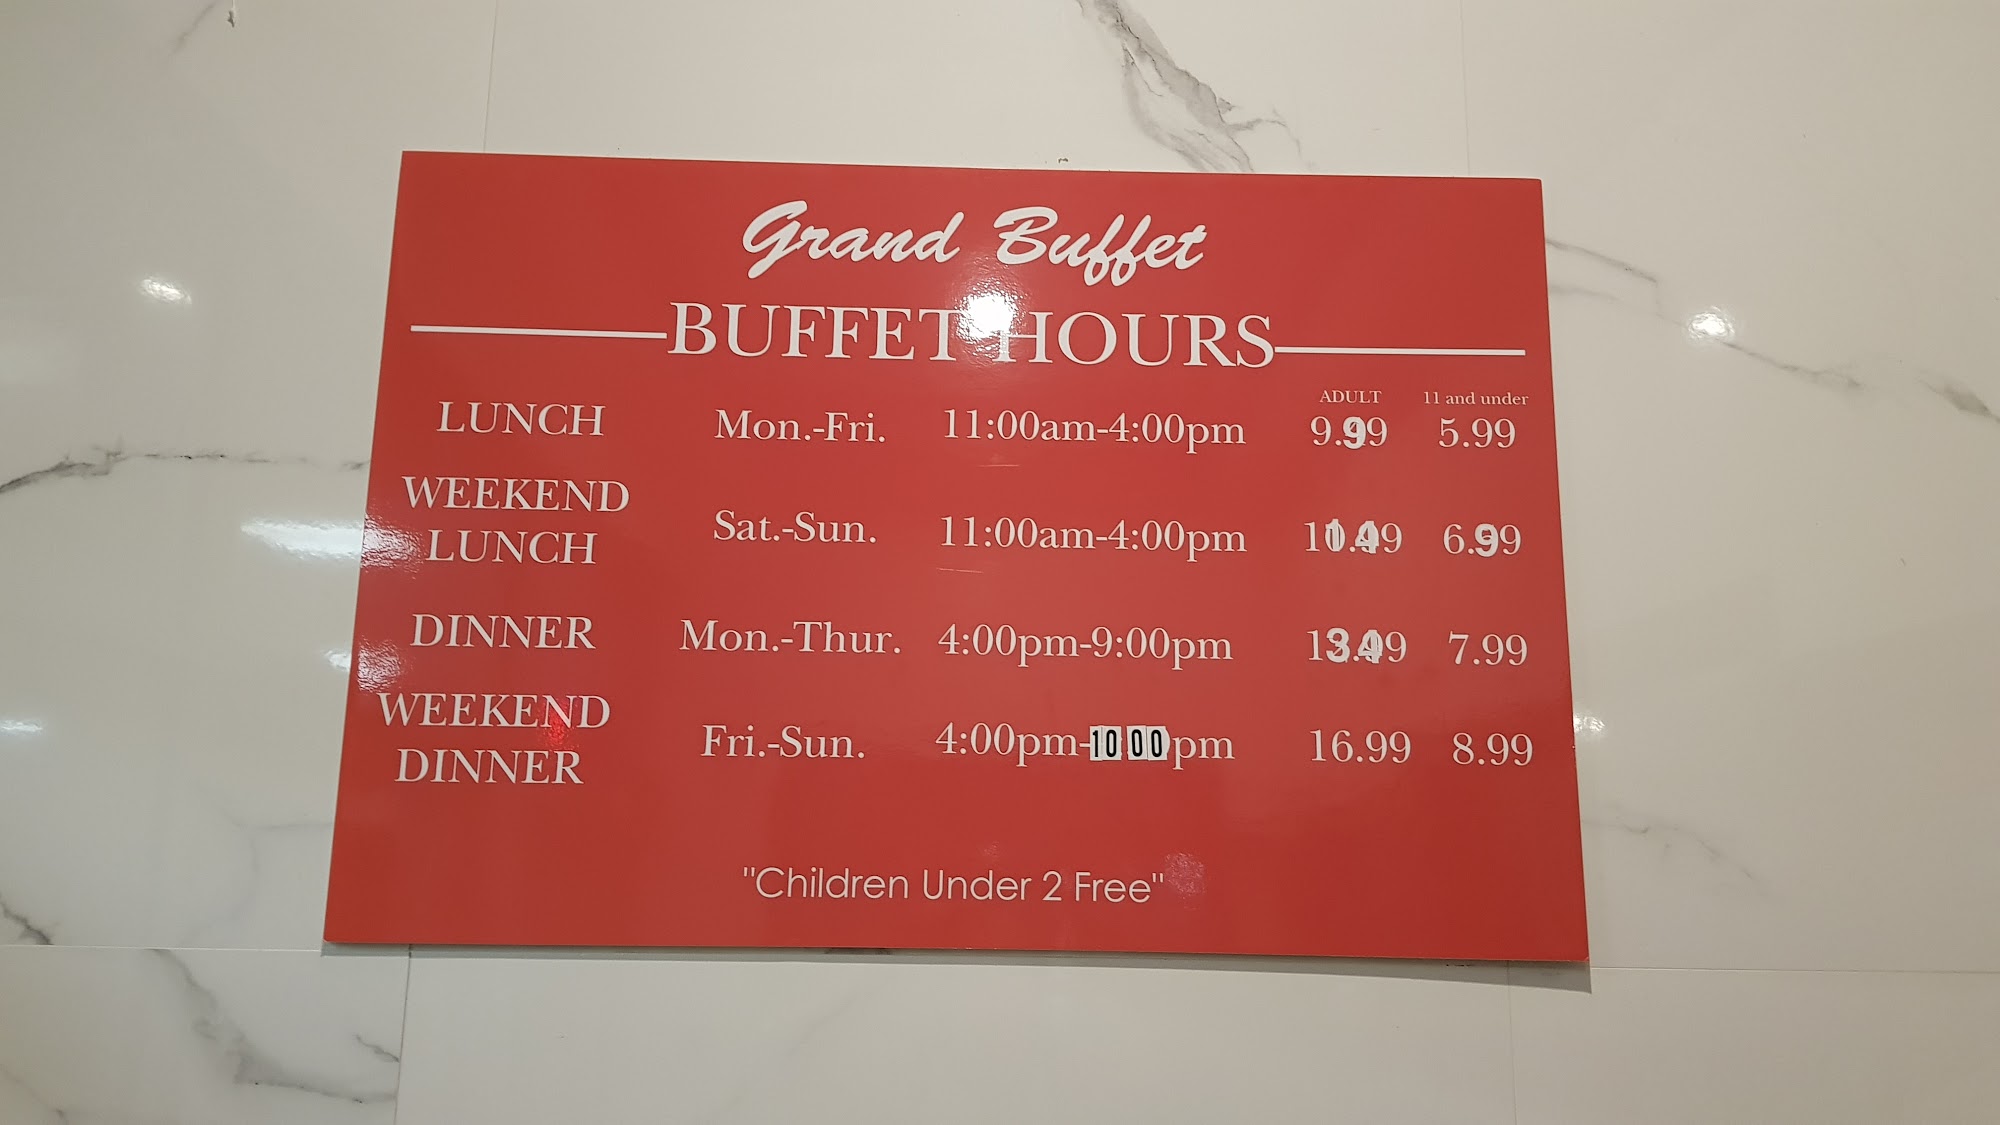 Grand Buffet
BUFFET HOURS
ADULT 11 and under
LUNCH Mon.-Fri. 11:00am-4:00pm 9.99 5.99
WEEKEND
LUNCH Sat.-Sun. 11:00am-4:00pm 11.49 6.99
DINNER Mon.-Thur. 4:00pm-9:00pm 13.49 7.99
WEEKEND
DINNER Fri.-Sun. 4:00pm-10:00pm 16.99 8.99
"Children Under 2 Free"